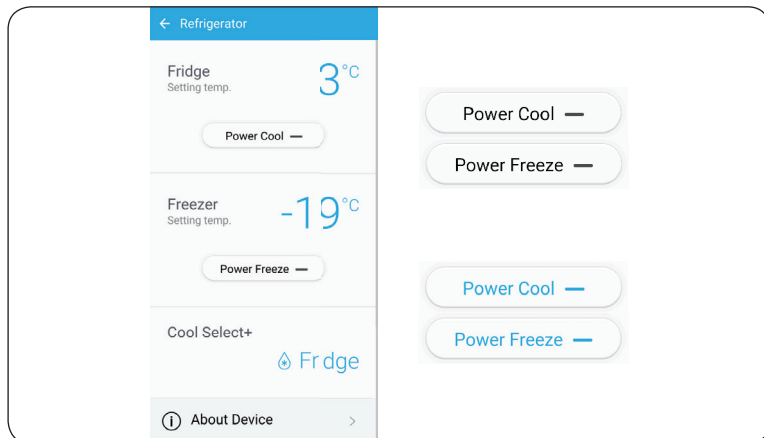 ← Refrigerator
Fridge
Setting temp.
3°C
Power Cool —
Freezer
Setting temp.
-19°C
Power Freeze —
Cool Select+
Fr dge
About Device >
Power Cool —
Power Freeze —
Power Cool —
Power Freeze —